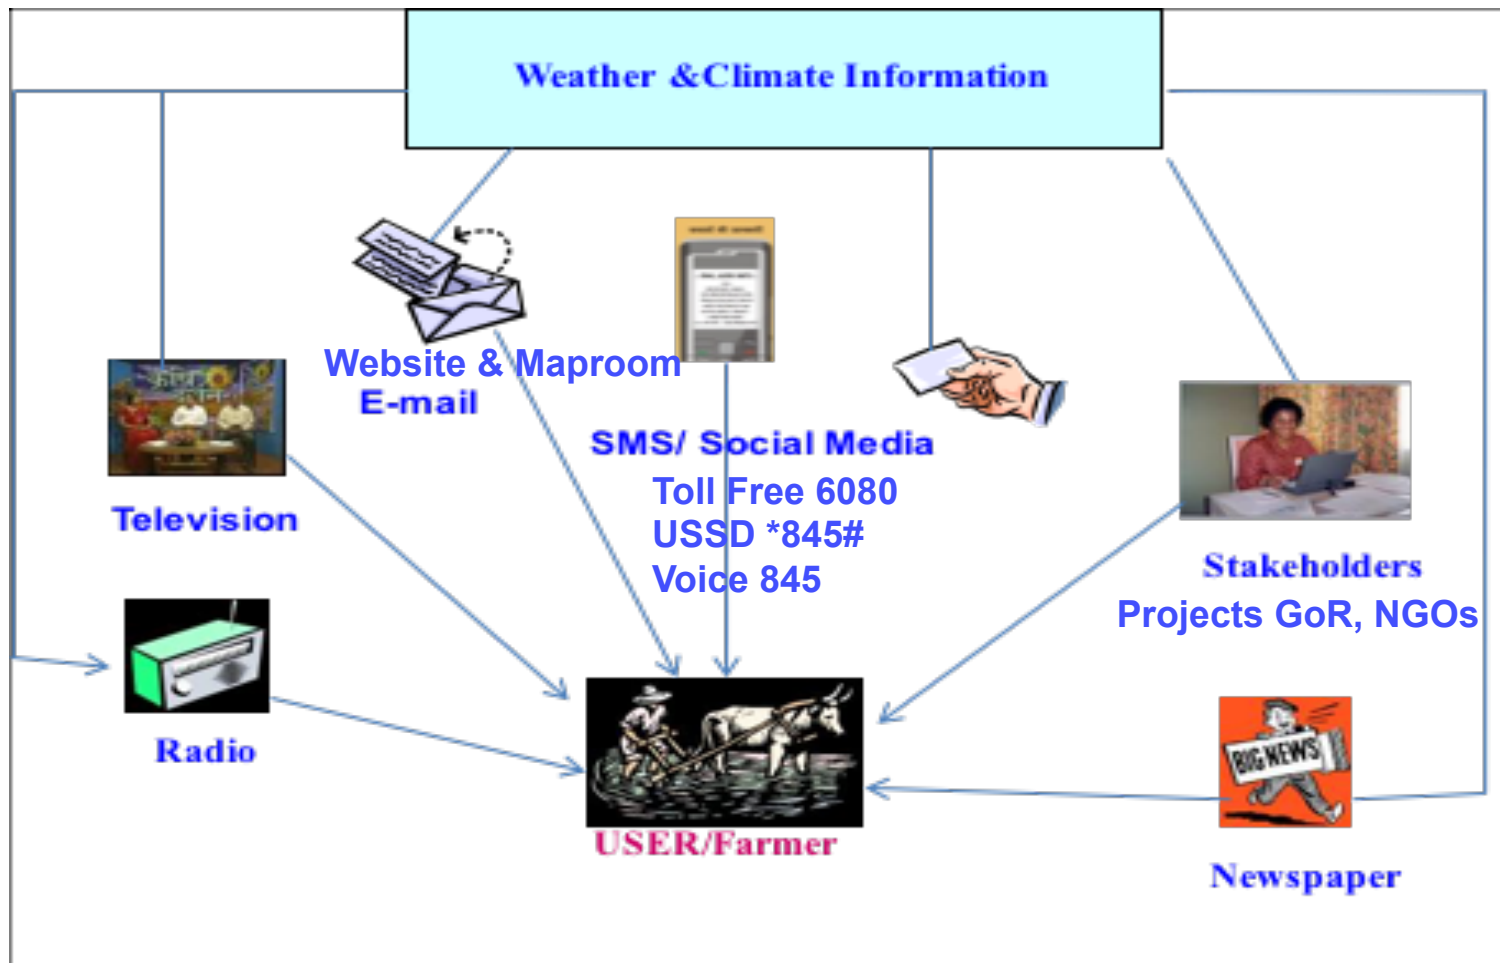 Weather &Climate Information
Website & Maproom
E-mail
SMS/ Social Media
Toll Free 6080
USSD *845#
Voice 845
Television
Stakeholders
Projects GoR, NGOs
Radio
BIG NEWS
USER/Farmer
Newspaper